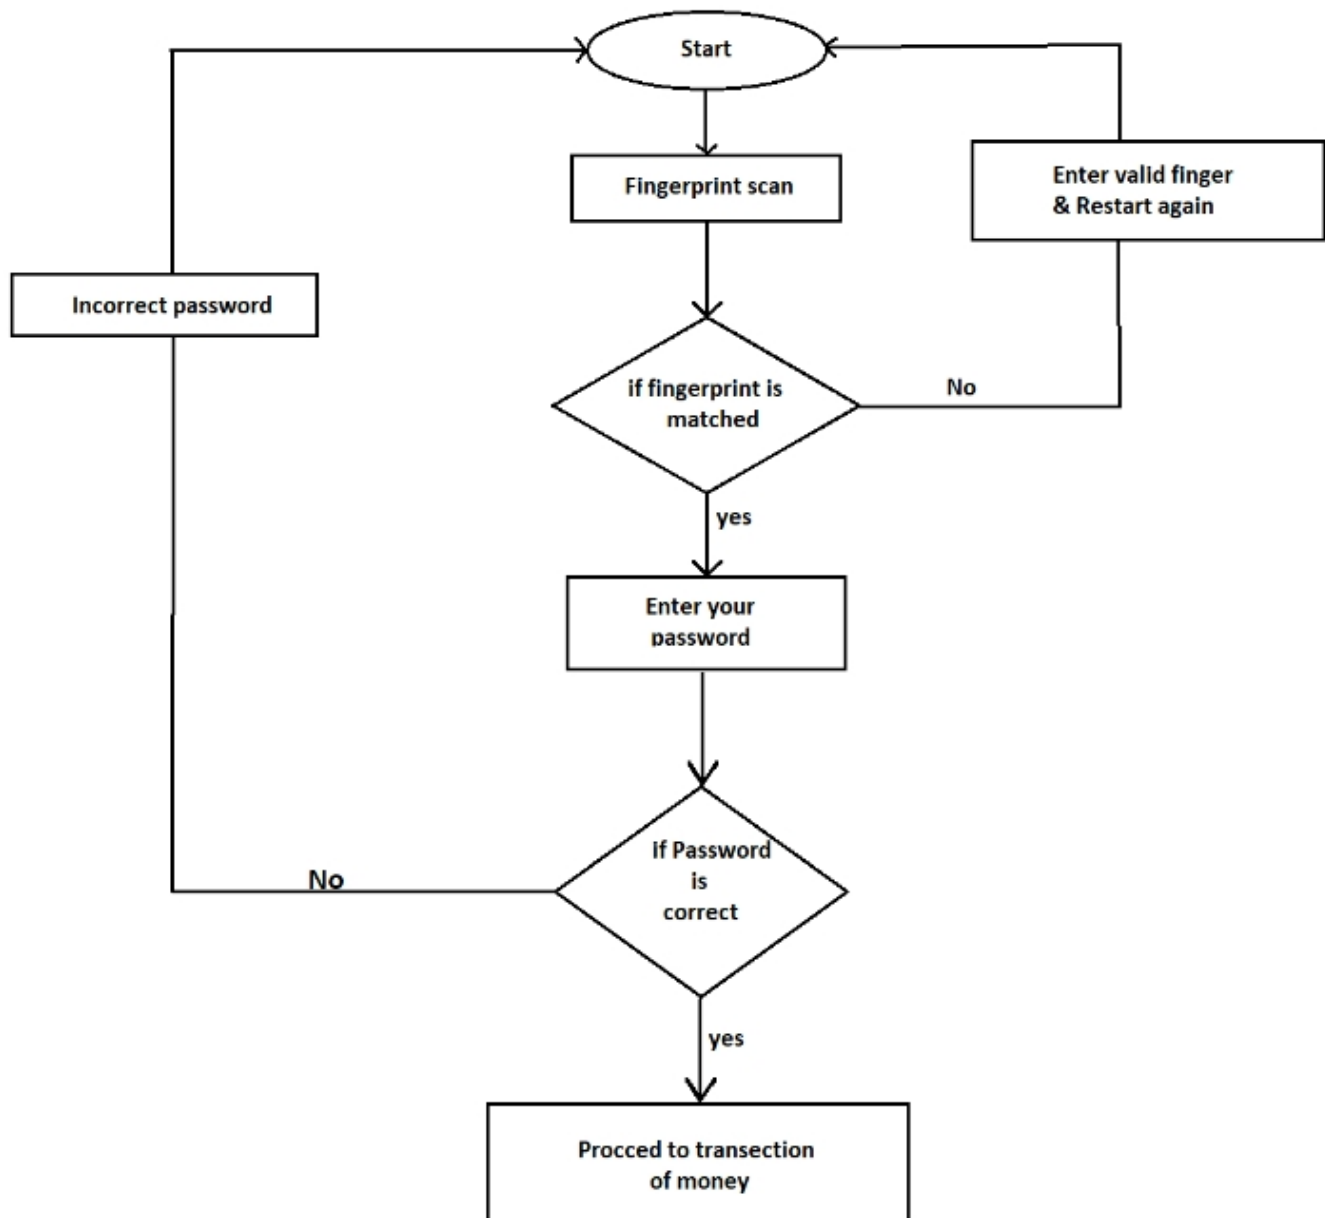 Start
Fingerprint scan
Enter valid finger
& Restart again
Incorrect password
if fingerprint is
matched
No
yes
Enter your
password
if Password
is
correct
No
yes
Procced to transection
of money